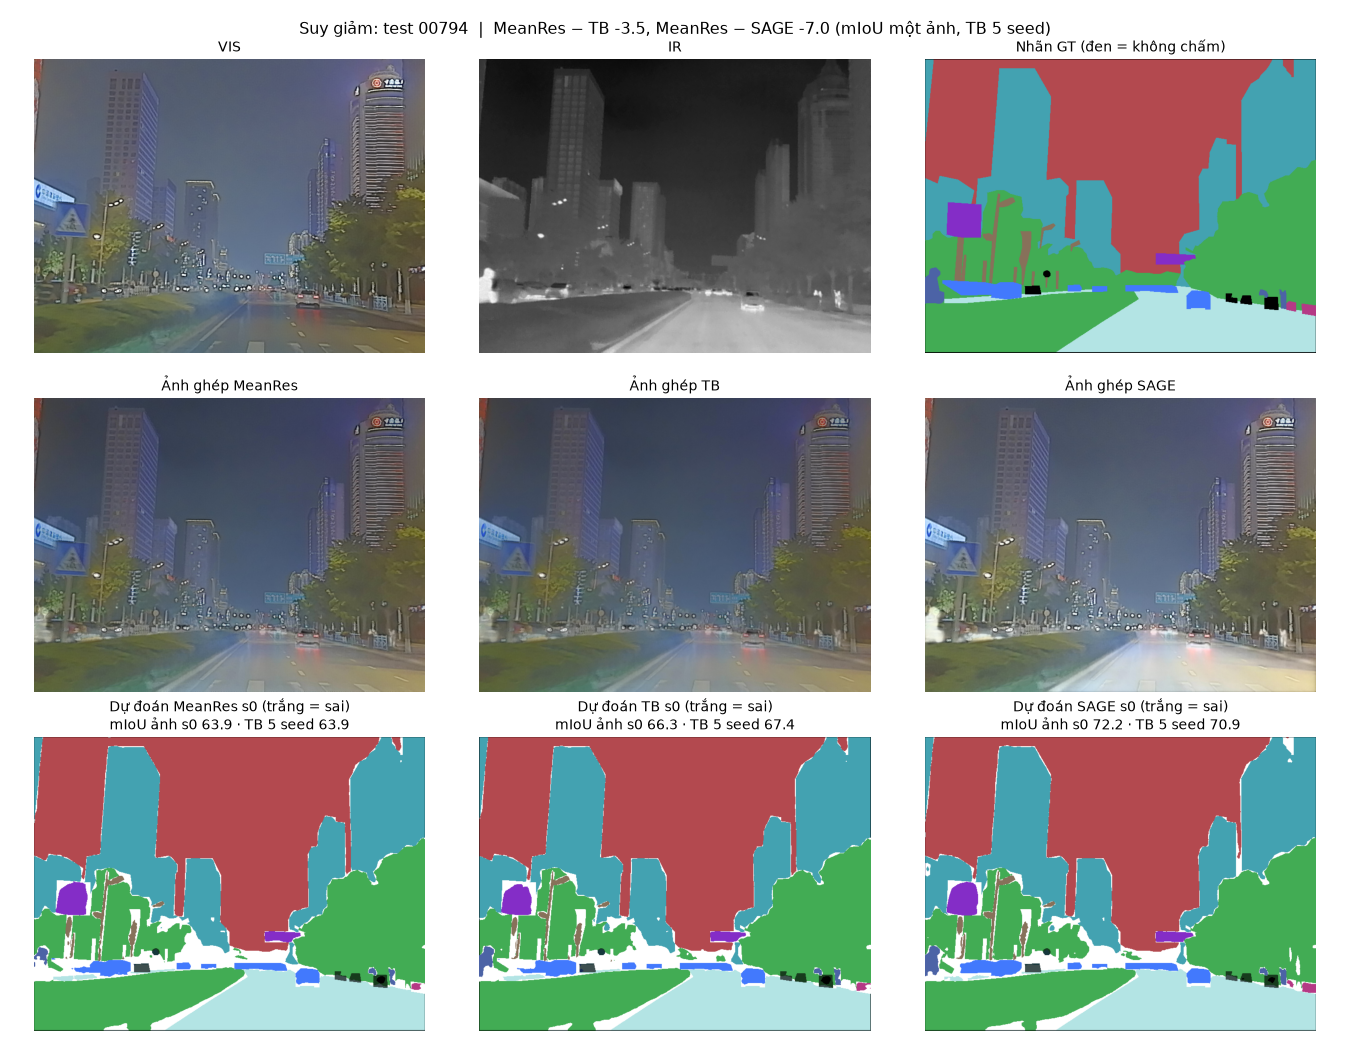 Suy giảm: test 00794 | MeanRes − TB -3.5, MeanRes − SAGE -7.0 (mIoU một ảnh, TB 5 seed)
VIS
IR
Nhãn GT (đen = không chấm)
Ảnh ghép MeanRes
Ảnh ghép TB
Ảnh ghép SAGE
Dự đoán MeanRes s0 (trắng = sai)
mIoU ảnh s0 63.9 · TB 5 seed 63.9
Dự đoán TB s0 (trắng = sai)
mIoU ảnh s0 66.3 · TB 5 seed 67.4
Dự đoán SAGE s0 (trắng = sai)
mIoU ảnh s0 72.2 · TB 5 seed 70.9